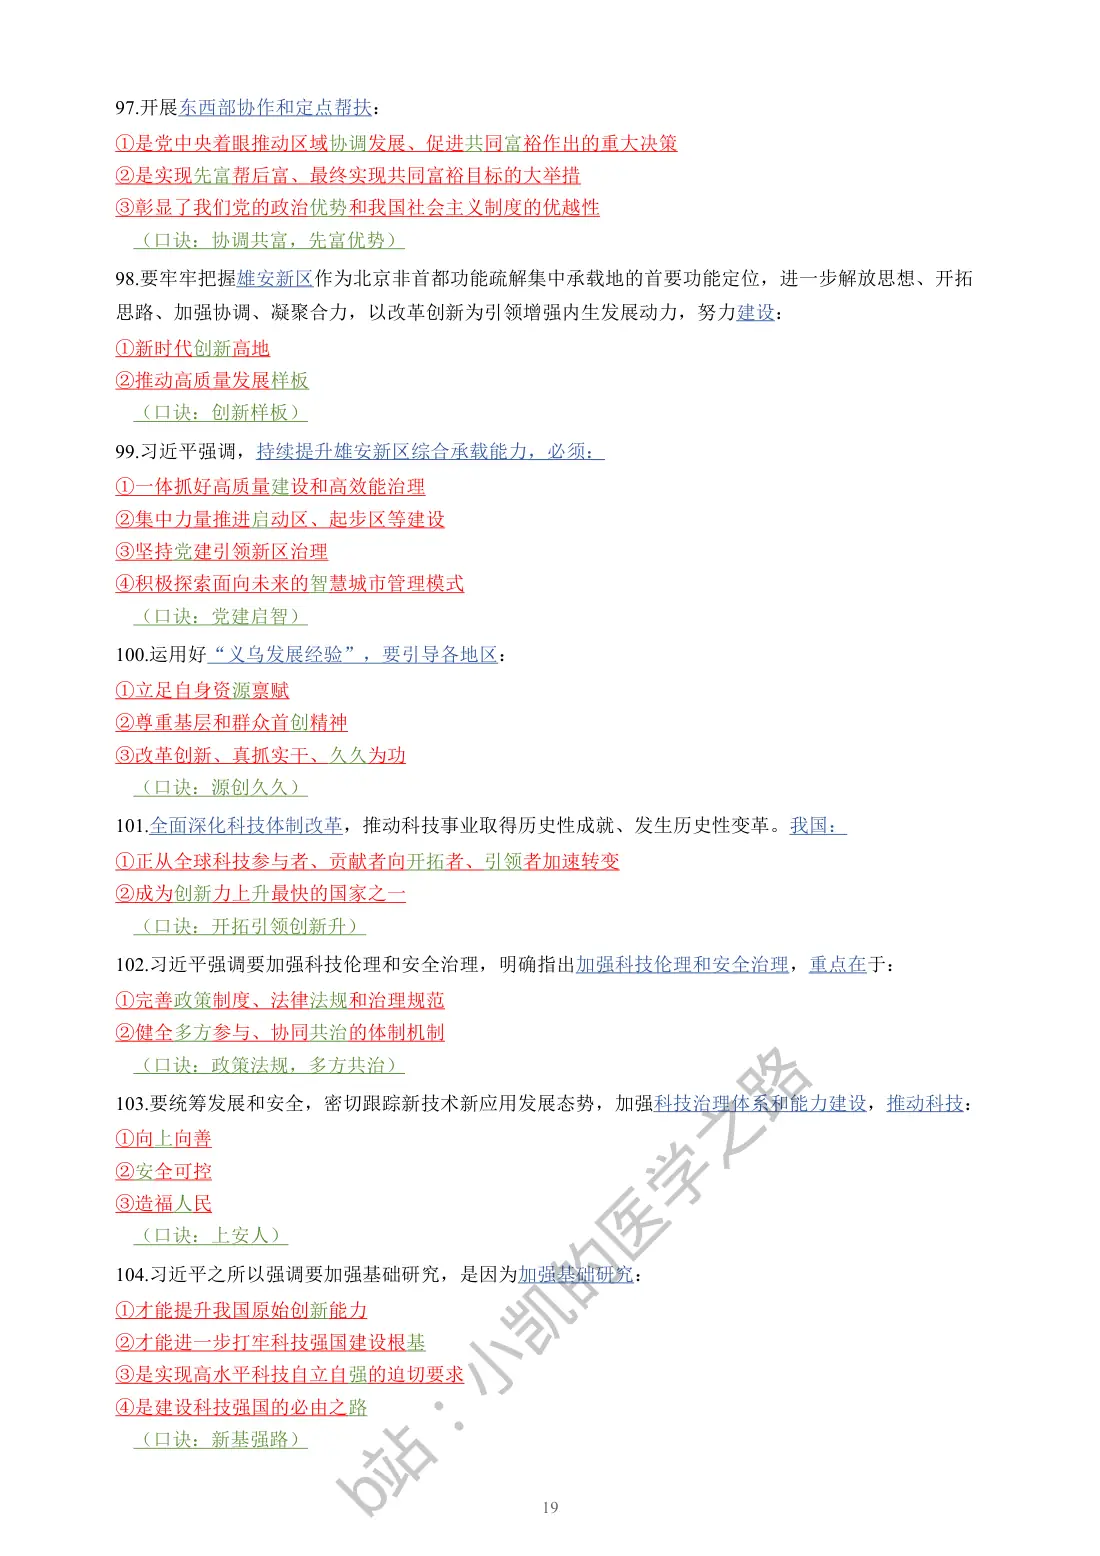 97.开展东西部协作和定点帮扶：
①是党中央着眼推动区域协调发展、促进共同富裕作出的重大决策
②是实现先富帮后富、最终实现共同富裕目标的大举措
③彰显了我们党的政治优势和我国社会主义制度的优越性
（口诀：协调共富，先富优势）
98.要牢牢把握雄安新区作为北京非首都功能疏解集中承载地的首要功能定位，进一步解放思想、开拓
思路、加强协调、凝聚合力，以改革创新为引领增强内生发展动力，努力建设：
①新时代创新高地
②推动高质量发展样板
（口诀：创新样板）
99.习近平强调，持续提升雄安新区综合承载能力，必须：
①一体抓好高质量建设和高效能治理
②集中力量推进启动区、起步区等建设
③坚持党建引领新区治理
④积极探索面向未来的智慧城市管理模式
（口诀：党建启智）
100.运用好“义乌发展经验”，要引导各地区：
①立足自身资源禀赋
②尊重基层和群众首创精神
③改革创新、真抓实干、久久为功
（口诀：源创久久）
101.全面深化科技体制改革，推动科技事业取得历史性成就、发生历史性变革。我国：
①正从全球科技参与者、贡献者向开拓者、引领者加速转变
②成为创新力上升最快的国家之一
（口诀：开拓引领创新升）
102.习近平强调要加强科技伦理和安全治理，明确指出加强科技伦理和安全治理，重点在于：
①完善政策制度、法律法规和治理规范
②健全多方参与、协同共治的体制机制
（口诀：政策法规，多方共治）
103.要统筹发展和安全，密切跟踪新技术新应用发展态势，加强科技治理体系和能力建设，推动科技：
①向上向善
②安全可控
③造福人民
（口诀：上安人）
104.习近平之所以强调要加强基础研究，是因为加强基础研究：
①才能提升我国原始创新能力
②才能进一步打牢科技强国建设根基
③是实现高水平科技自立自强的迫切要求
④是建设科技强国的必由之路
（口诀：新基强路）
b站：小凯的医学之路
19